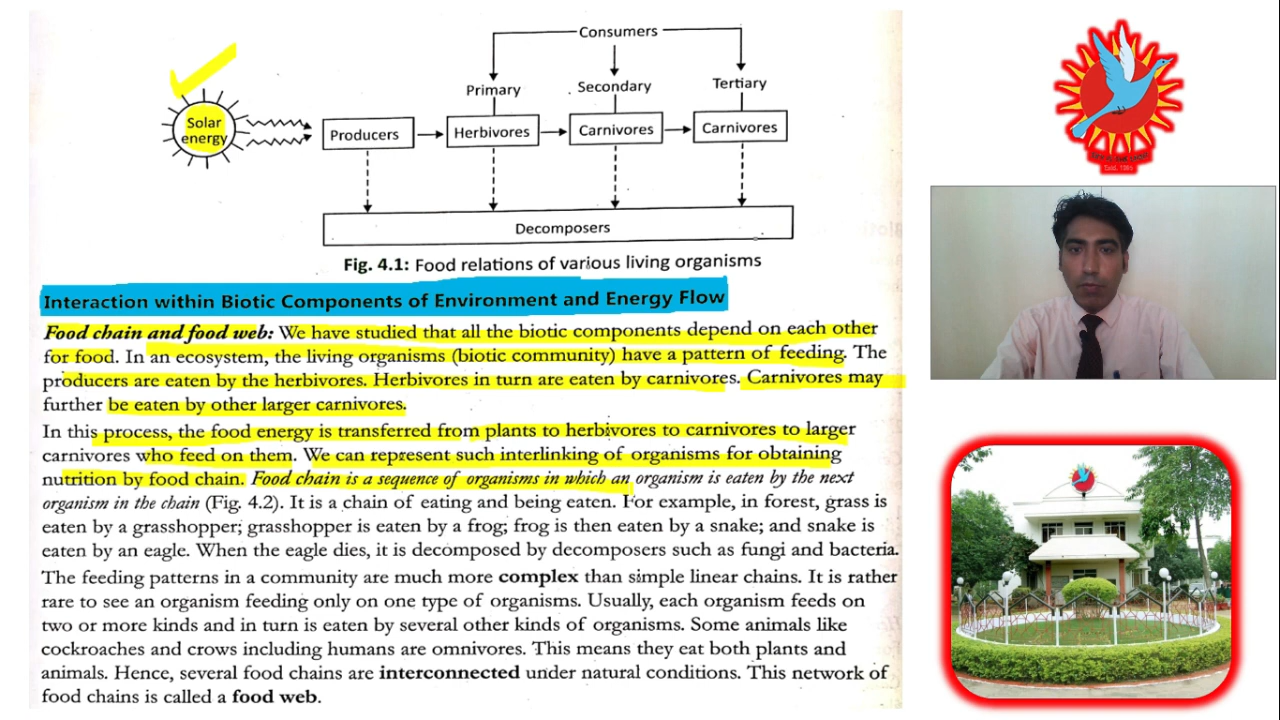 Consumers
Primary
Secondary
Tertiary
Solar
energy
Producers
Herbivores
Carnivores
Carnivores
Decomposers
Fig. 4.1: Food relations of various living organisms
Interaction within Biotic Components of Environment and Energy Flow
Food chain and food web: We have studied that all the biotic components depend on each other
for food. In an ecosystem, the living organisms (biotic community) have a pattern of feeding. The
producers are eaten by the herbivores. Herbivores in turn are eaten by carnivores. Carnivores may
further be eaten by other larger carnivores.
In this process, the food energy is transferred from plants to herbivores to carnivores to larger
carnivores who feed on them. We can represent such interlinking of organisms for obtaining
nutrition by food chain. Food chain is a sequence of organisms in which an organism is eaten by the next
organism in the chain (Fig. 4.2). It is a chain of eating and being eaten. For example, in forest, grass is
eaten by a grasshopper; grasshopper is eaten by a frog; frog is then eaten by a snake; and snake is
eaten by an eagle. When the eagle dies, it is decomposed by decomposers such as fungi and bacteria.
The feeding patterns in a community are much more complex than simple linear chains. It is rather
rare to see an organism feeding only on one type of organisms. Usually, each organism feeds on
two or more kinds and in turn is eaten by several other kinds of organisms. Some animals like
cockroaches and crows including humans are omnivores. This means they eat both plants and
animals. Hence, several food chains are interconnected under natural conditions. This network of
food chains is called a food web.
Estd. 1985